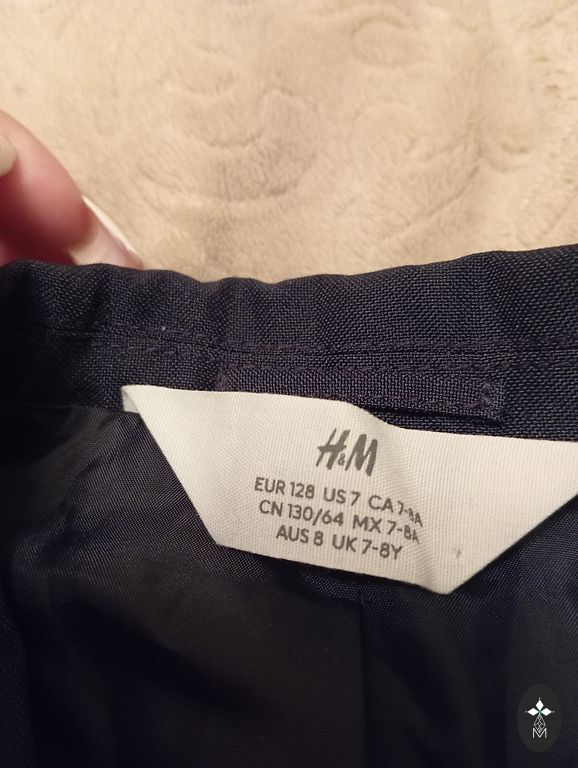 H&M
EUR 128 US 7 CA 7-8A
CN 130/64 MX 7-8A
AUS 8 UK 7-8Y
M